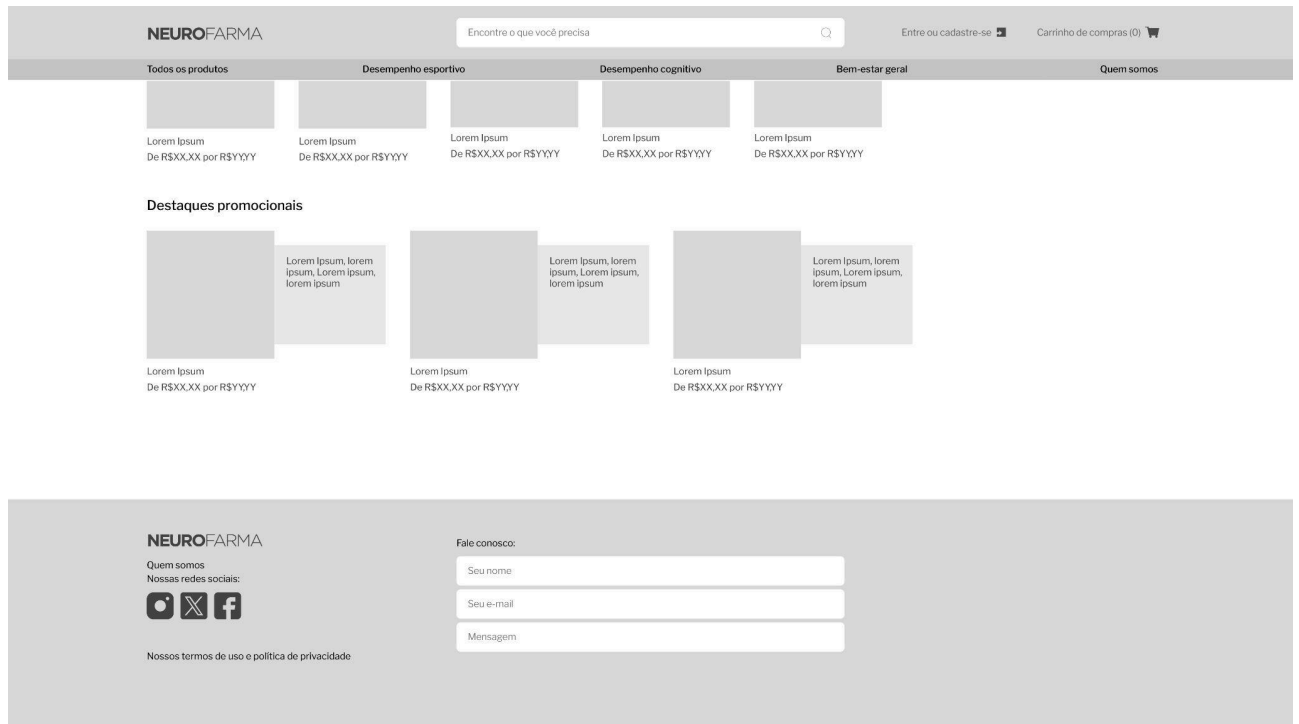 NEUROFARMA
Encontre o que você precisa
Entre ou cadastre-se
Carrinho de compras (0)
Todos os produtos
Desempenho esportivo
Desempenho cognitivo
Bem-estar geral
Quem somos
Lorem Ipsum
De R$XX,XX por R$YY,YY
Lorem Ipsum
De R$XX,XX por R$YY,YY
Lorem Ipsum
De R$XX,XX por R$YY,YY
Lorem Ipsum
De R$XX,XX por R$YY,YY
Lorem Ipsum
De R$XX,XX por R$YY,YY
Destaques promocionais
Lorem Ipsum, lorem
ipsum, Lorem ipsum,
lorem ipsum
Lorem Ipsum
De R$XX,XX por R$YY,YY
Lorem Ipsum, lorem
ipsum, Lorem ipsum,
lorem ipsum
Lorem Ipsum
De R$XX,XX por R$YY,YY
Lorem Ipsum, lorem
ipsum, Lorem ipsum,
lorem ipsum
Lorem Ipsum
De R$XX,XX por R$YY,YY
NEUROFARMA
Quem somos
Nossas redes sociais:
Nossos termos de uso e política de privacidade
Fale conosco:
Seu nome
Seu e-mail
Mensagem